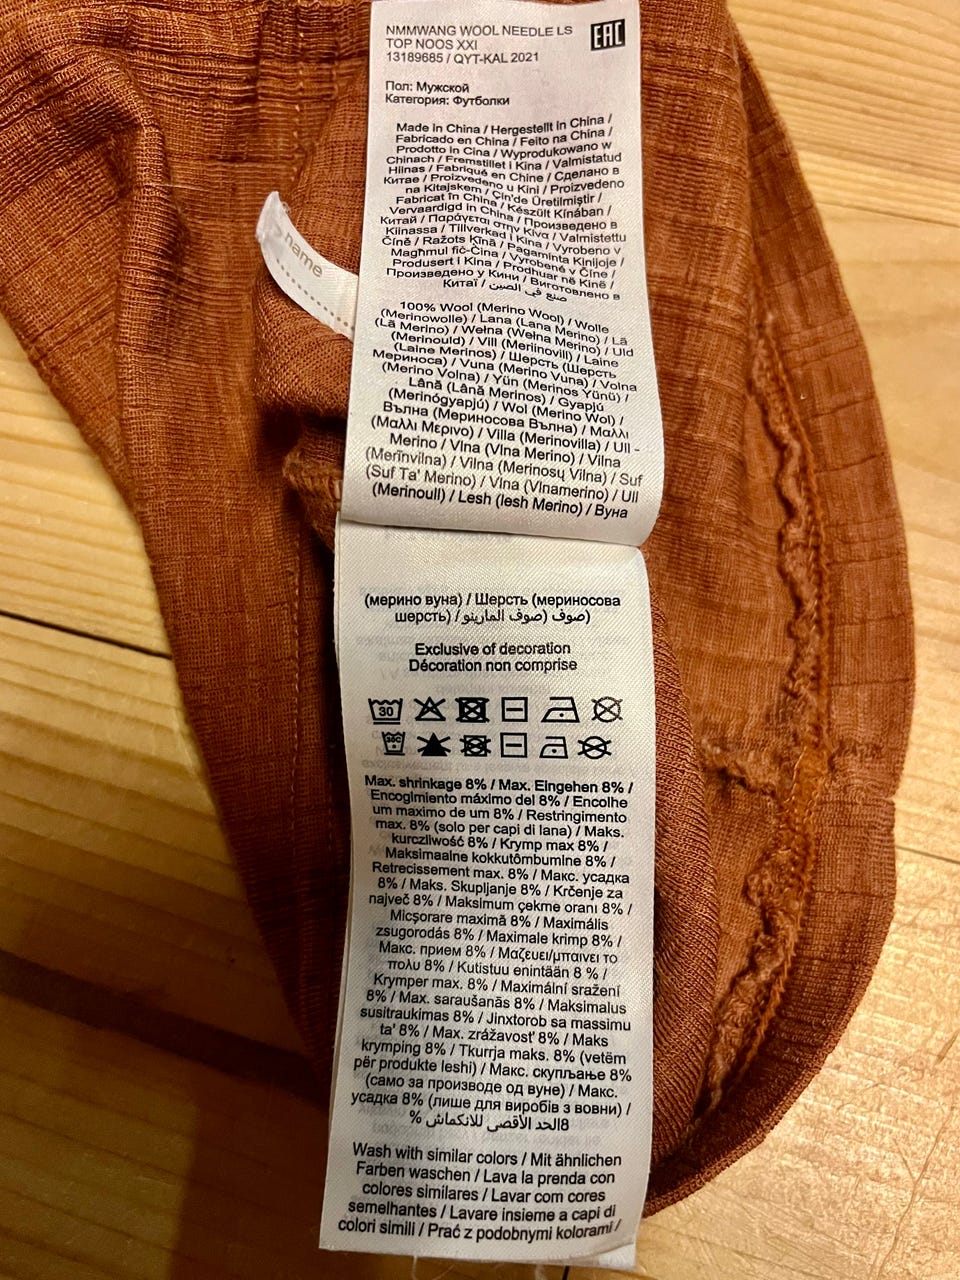 NMMWANG WOOL NEEDLE LS
TOP NOOS XXI
13189685 / QYT-KAL 2021
EAC
Пол: Мужской
Категория: Футболки
Made in China / Hergestellt in China /
Fabricado en China / Feito na China /
Prodotto in Cina / Wyprodukowano w
Chinach / Fremstillet i Kina / Valmistatud
Hiinas / Fabriqué en Chine / Сделано в
Китае / Proizvedeno u Kini / Proizvedeno
na Kitajskem / Çin'de Üretilmiştir /
Fabricat în China / Készült Kínában /
Vervaardigd in China / Произведено в
Китай / Παράγεται στην Κίνα / Valmistettu
Kiinassa / Tillverkad i Kina / Vyrobeno v
Číně / Ražots Ķīnā / Pagaminta Kinijoje /
Magħmul fiċ-Ċina / Vyrobené v Číne /
Produsert i Kina / Prodhuar në Kinë /
Произведено у Кини / Виготовлено в
Китаї / صنع في الصين
name
100% Wool (Merino Wool) / Wolle
(Merinowolle) / Lana (Lana Merino) / Lã
(Lã Merino) / Wełna (Wełna Merino) / Uld
(Merinould) / Vill (Meriinovill) / Laine
(Laine Merinos) / Шерсть (Шерсть
Мериноса) / Vuna (Merino Vuna) / Volna
(Merino Volna) / Yün (Merinos Yünü) /
Lână (Lână Merinos) / Gyapjú
(Merinógyapjú) / Wol (Merino Wol) /
Вълна (Мериносова Вълна) / Μαλλί
(Μαλλί Μερινο) / Villa (Merinovilla) / Ull -
Merino / Vlna (Vlna Merino) / Vilna
(Merīnvilna) / Vilna (Merinosų Vilna) / Suf
(Suf Ta' Merino) / Vlna (Vlnamerino) / Ull
(Merinoull) / Lesh (lesh Merino) / Вуна
(мерино вуна) / Шерсть (мериносова
шерсть) / صوف (صوف المارينو)
Exclusive of decoration
Décoration non comprise
30
30C
Max. shrinkage 8% / Max. Eingehen 8% /
Encogimiento máximo del 8% / Encolhe
um maximo de um 8% / Restringimento
max. 8% (solo per capi di lana) / Maks.
kurczliwość 8% / Krymp max 8% /
Maksimaalne kokkutõmbumine 8% /
Retrecissement max. 8% / Макс. усадка
8% / Maks. Skupljanje 8% / Krčenje za
največ 8% / Maksimum çekme oranı 8% /
Micşorare maximă 8% / Maximális
zsugorodás 8% / Maximale krimp 8% /
Макс. прием 8% / Μαζευει/μπαινει το
πολυ 8% / Kutistuu enintään 8 % /
Krymper max. 8% / Maximální sražení
8% / Max. saraušanās 8% / Maksimalus
susitraukimas 8% / Jinxtorob sa massimu
ta' 8% / Max. zrážavosť 8% / Maks
krymping 8% / Tkurrja maks. 8% (vetëm
për produkte leshi) / Макс. скупљање 8%
(само за производе од вуне) / Макс.
усадка 8% (лише для виробів з вовни) /
8الحد الأقصى للانكماش %
Wash with similar colors / Mit ähnlichen
Farben waschen / Lava la prenda con
colores similares / Lavar com cores
semelhantes / Lavare insieme a capi di
colori simili / Prać z podobnymi kolorami /